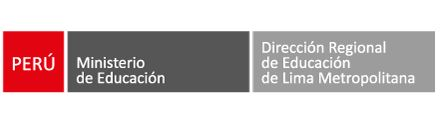 PERÚ
Ministerio
de Educación
Dirección Regional
de Educación
de Lima Metropolitana